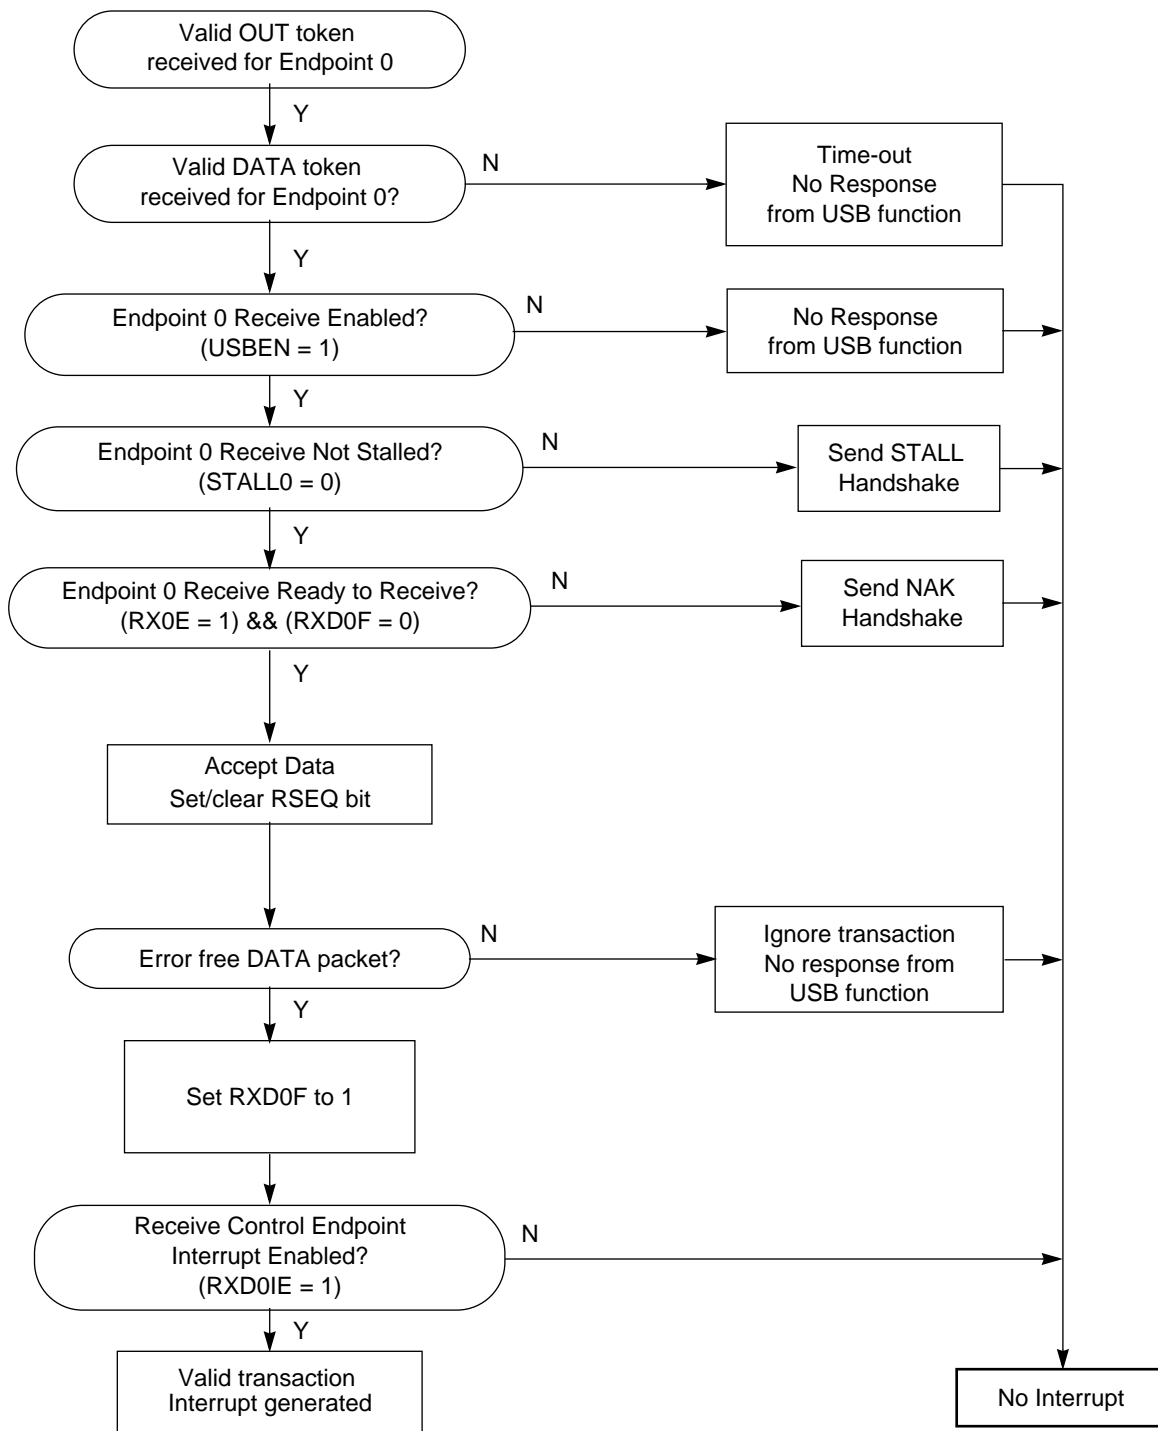 Valid OUT token
received for Endpoint 0
Y
Valid DATA token
received for Endpoint 0?
N
Time-out
No Response
from USB function
Y
Endpoint 0 Receive Enabled?
(USBEN = 1)
N
No Response
from USB function
Y
Endpoint 0 Receive Not Stalled?
(STALL0 = 0)
N
Send STALL
Handshake
Y
Endpoint 0 Receive Ready to Receive?
(RX0E = 1) && (RXD0F = 0)
N
Send NAK
Handshake
Y
Accept Data
Set/clear RSEQ bit
Error free DATA packet?
N
Ignore transaction
No response from
USB function
Y
Set RXD0F to 1
Receive Control Endpoint
Interrupt Enabled?
(RXD0IE = 1)
N
Y
Valid transaction
Interrupt generated
No Interrupt